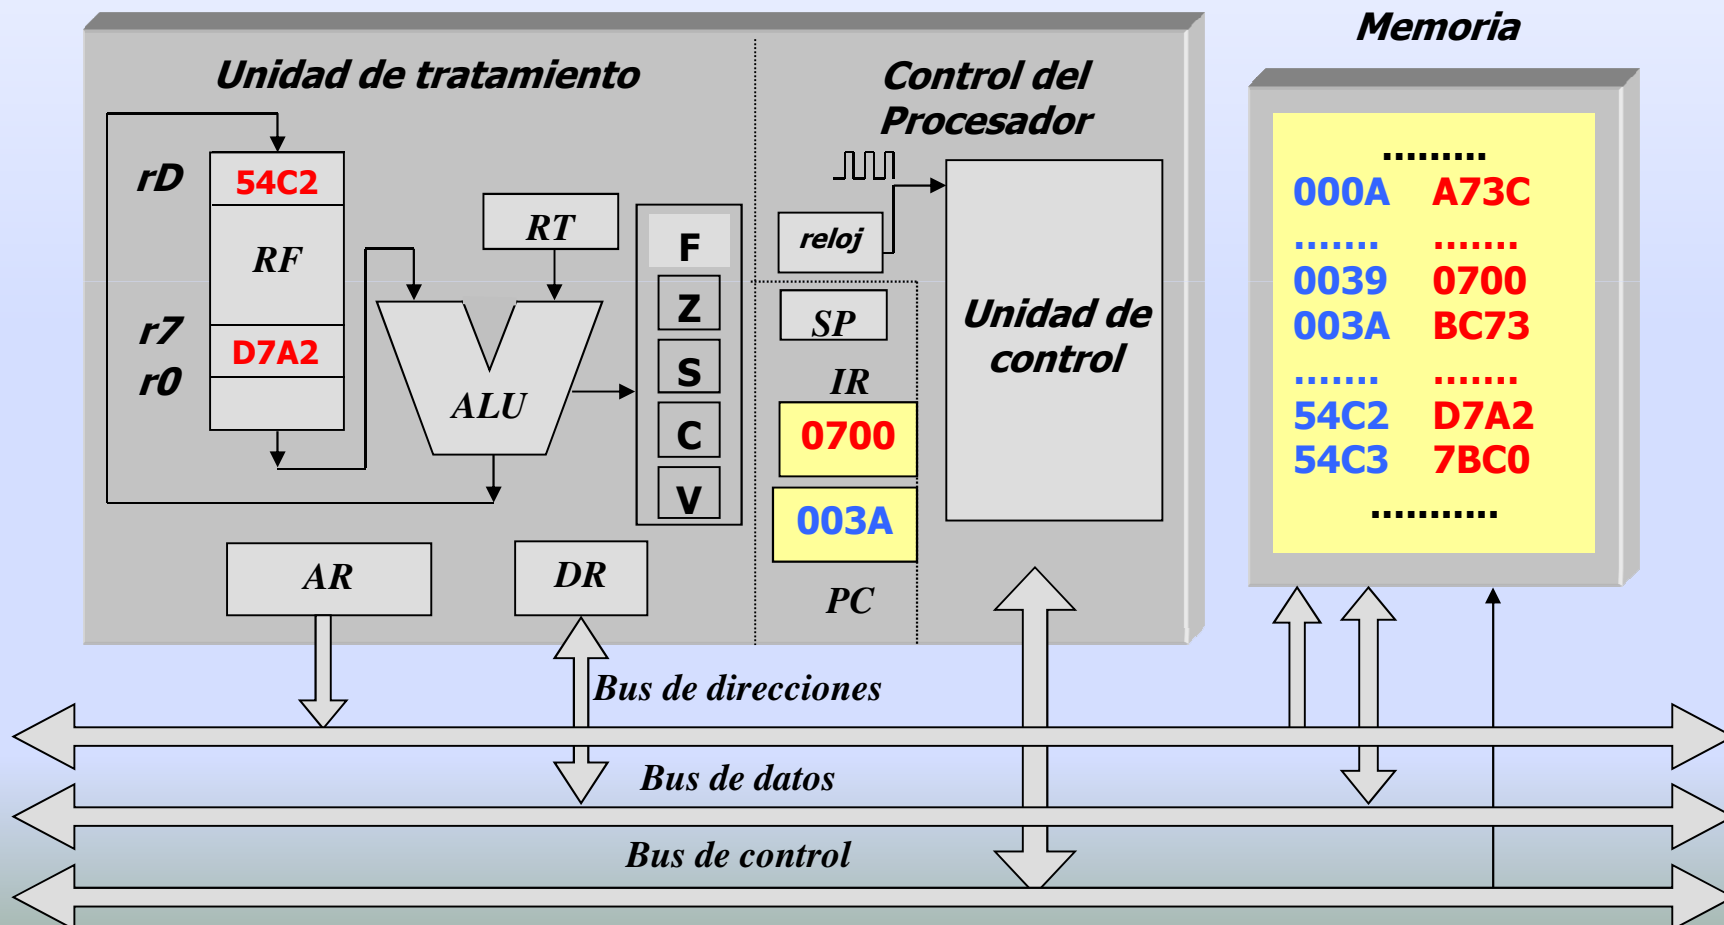 Memoria
Unidad de tratamiento
Control del
Procesador
rD
54C2
RF
r7
D7A2
r0
RT
ALU
F
Z
S
C
V
reloj
SP
IR
0700
003A
PC
Unidad de
control
.........
000A A73C
....... .......
0039 0700
003A BC73
....... .......
54C2 D7A2
54C3 7BC0
...........
AR
DR
Bus de direcciones
Bus de datos
Bus de control